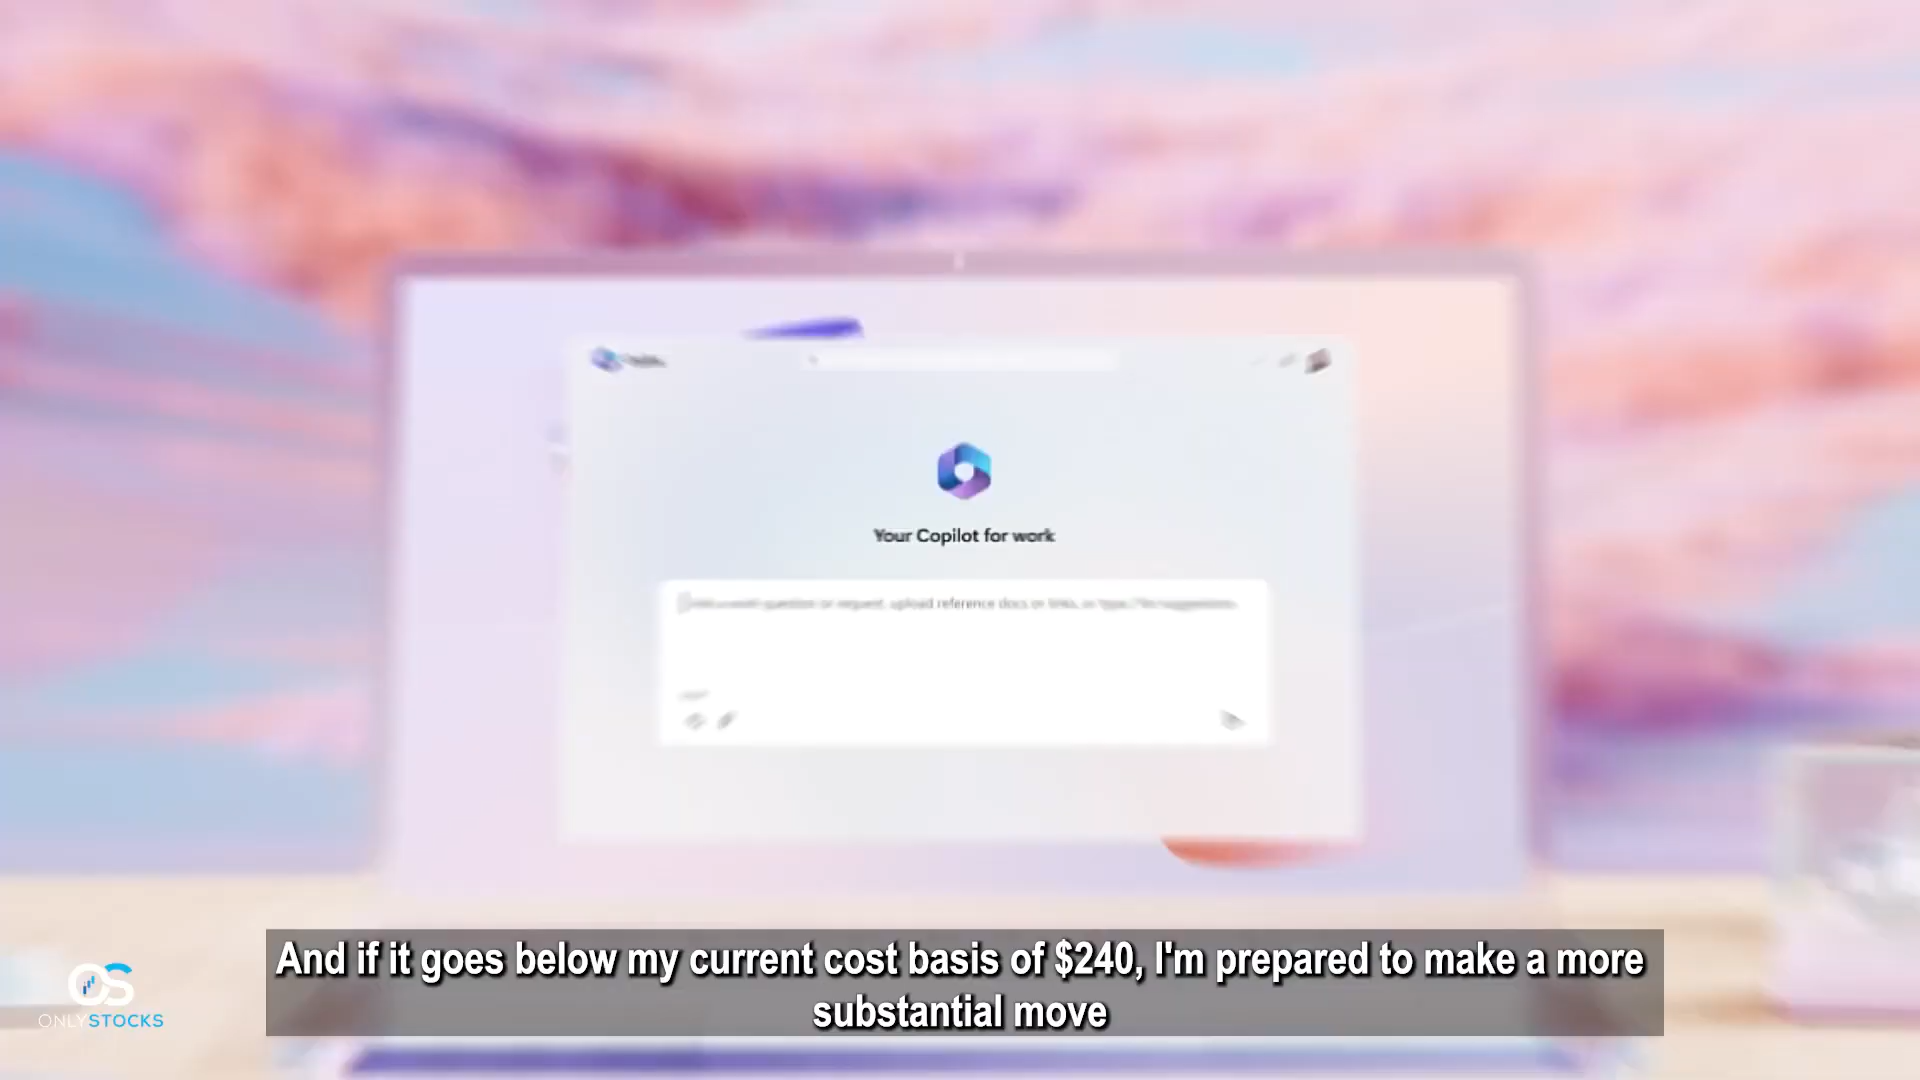 Your Copilot for work
And if it goes below my current cost basis of $240, I'm prepared to make a more
substantial move
OS
ONLYSTOCKS